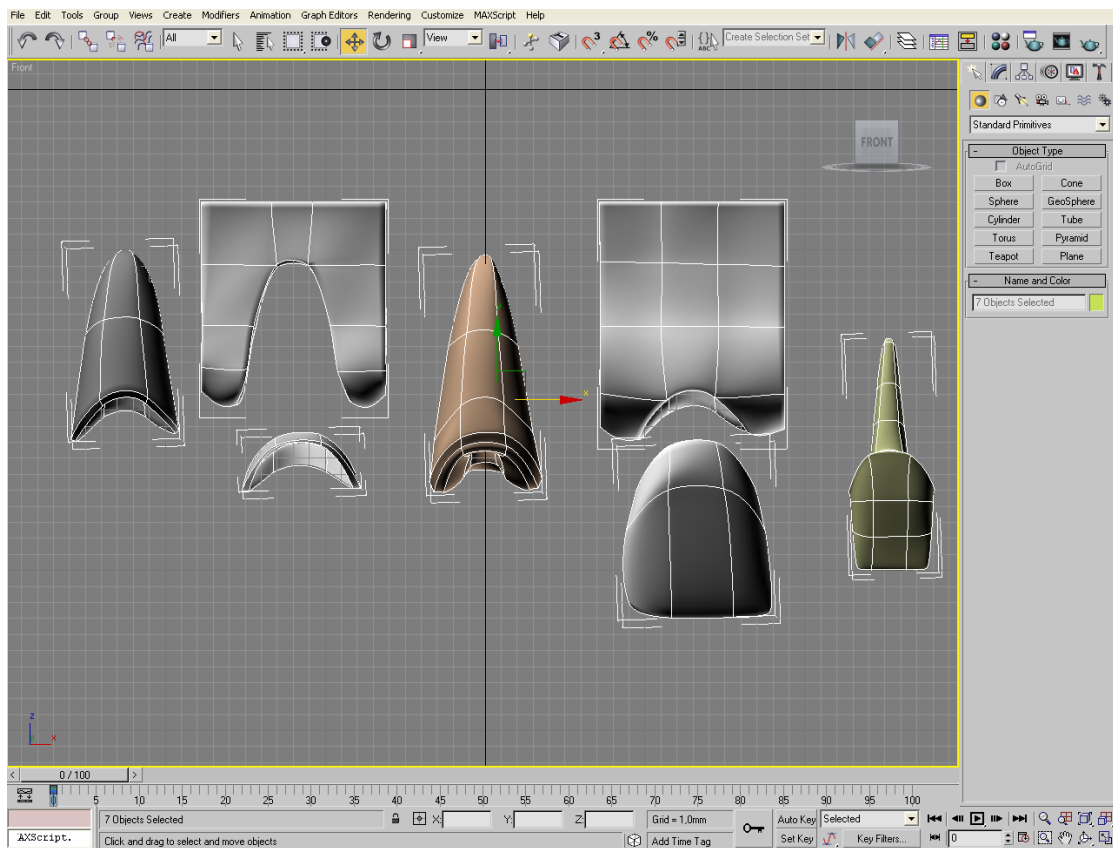 File Edit Tools Group Views Create Modifiers Animation Graph Editors Rendering Customize MAXScript Help
All View 3 % ABC Create Selection Set
Front
FRONT
Standard Primitives
- Object Type
AutoGrid
Box Cone
Sphere GeoSphere
Cylinder Tube
Torus Pyramid
Teapot Plane
- Name and Color
7 Objects Selected
x
z
x
< 0 / 100 >
0 5 10 15 20 25 30 35 40 45 50 55 60 65 70 75 80 85 90 95 100
7 Objects Selected X: Y: Z: Grid = 1,0mm Auto Key Selected
AXScript. Click and drag to select and move objects Add Time Tag Set Key Key Filters... 0